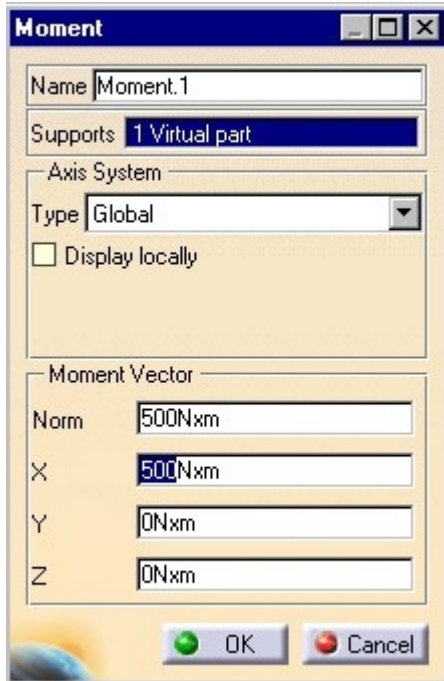 Moment
Name Moment.1
Supports 1 Virtual part
Axis System
Type Global
Display locally
Moment Vector
Norm 500Nxm
X 500Nxm
Y 0Nxm
Z 0Nxm
OK Cancel